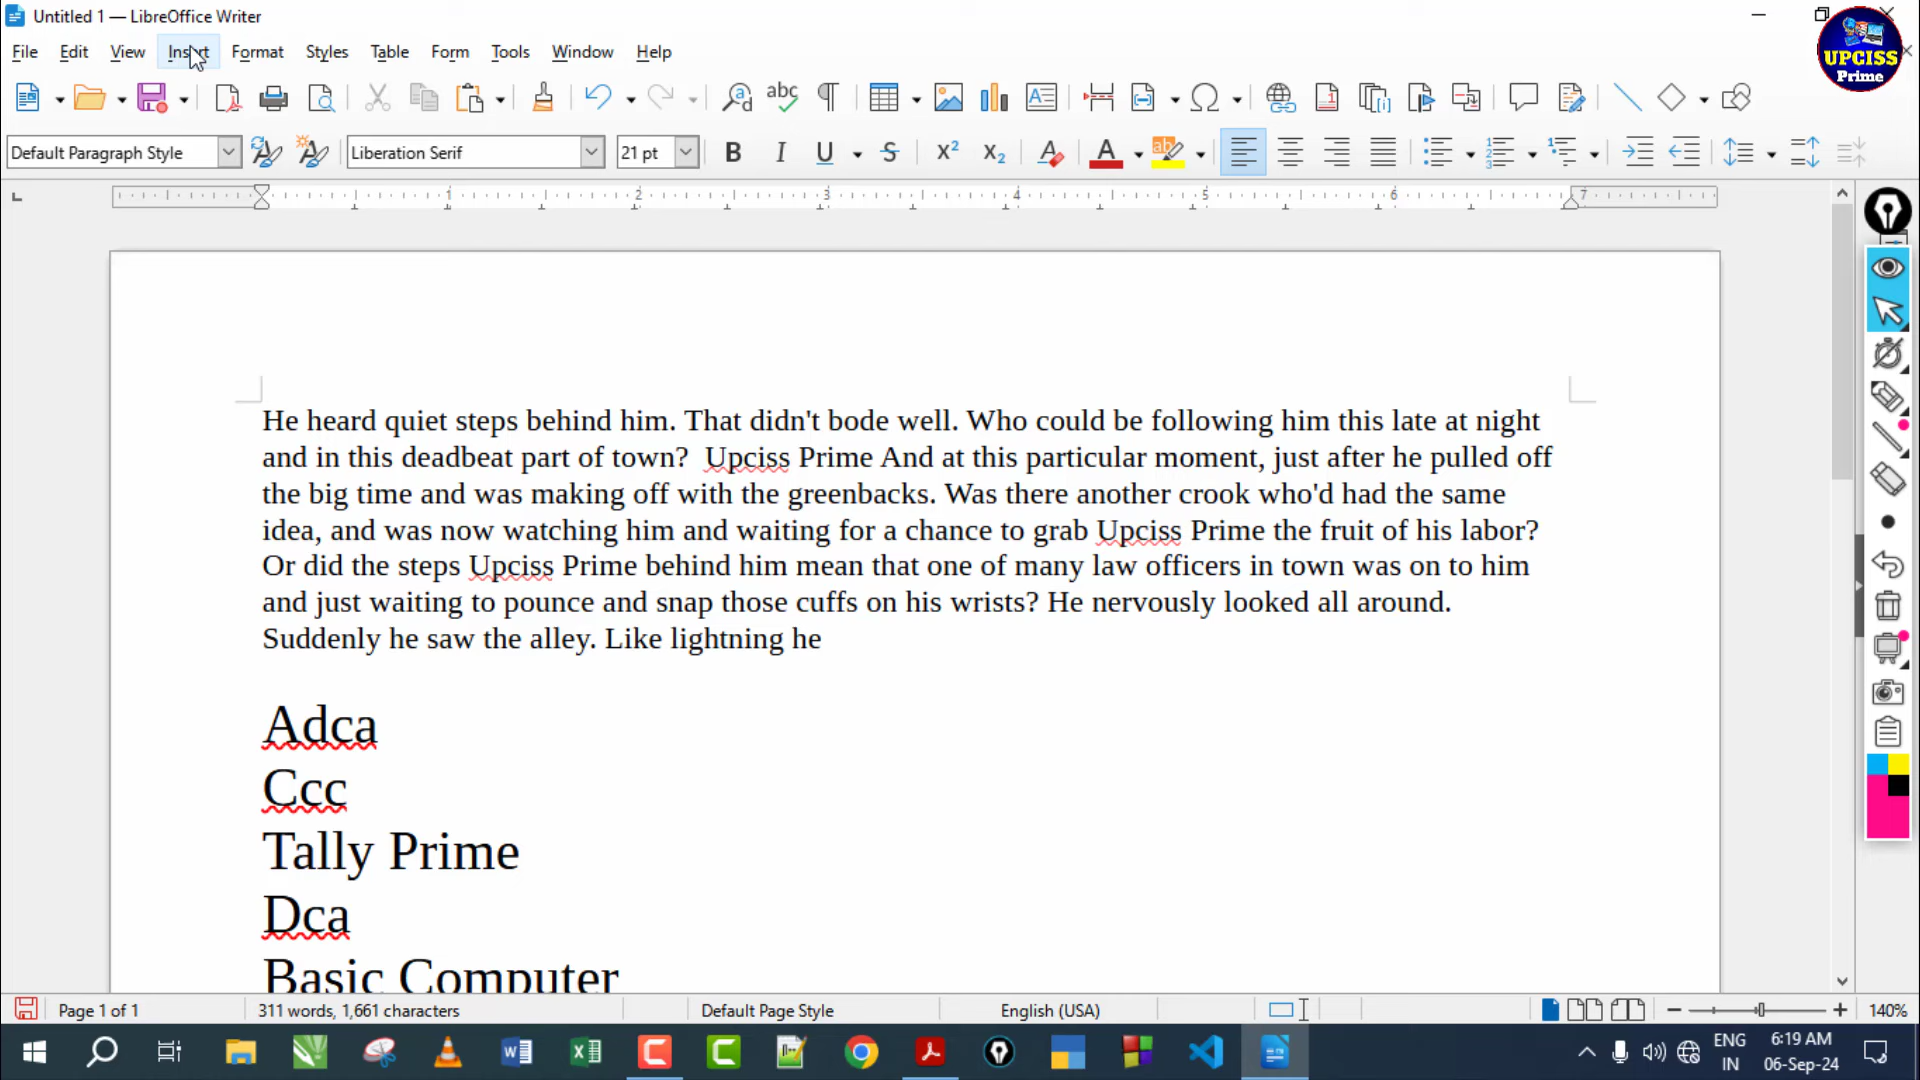 Untitled 1 — LibreOffice Writer
UPCISS
Prime
File Edit View Insert Format Styles Table Form Tools Window Help
Default Paragraph Style Liberation Serif 21 pt
1 2 3 4 5 6 7
He heard quiet steps behind him. That didn't bode well. Who could be following him this late at night
and in this deadbeat part of town?  Upciss Prime And at this particular moment, just after he pulled off
the big time and was making off with the greenbacks. Was there another crook who'd had the same
idea, and was now watching him and waiting for a chance to grab Upciss Prime the fruit of his labor?
Or did the steps Upciss Prime behind him mean that one of many law officers in town was on to him
and just waiting to pounce and snap those cuffs on his wrists? He nervously looked all around.
Suddenly he saw the alley. Like lightning he
Adca
Ccc
Tally Prime
Dca
Basic Computer
Page 1 of 1 311 words, 1,661 characters Default Page Style English (USA) 140%
ENG 6:19 AM
IN 06-Sep-24